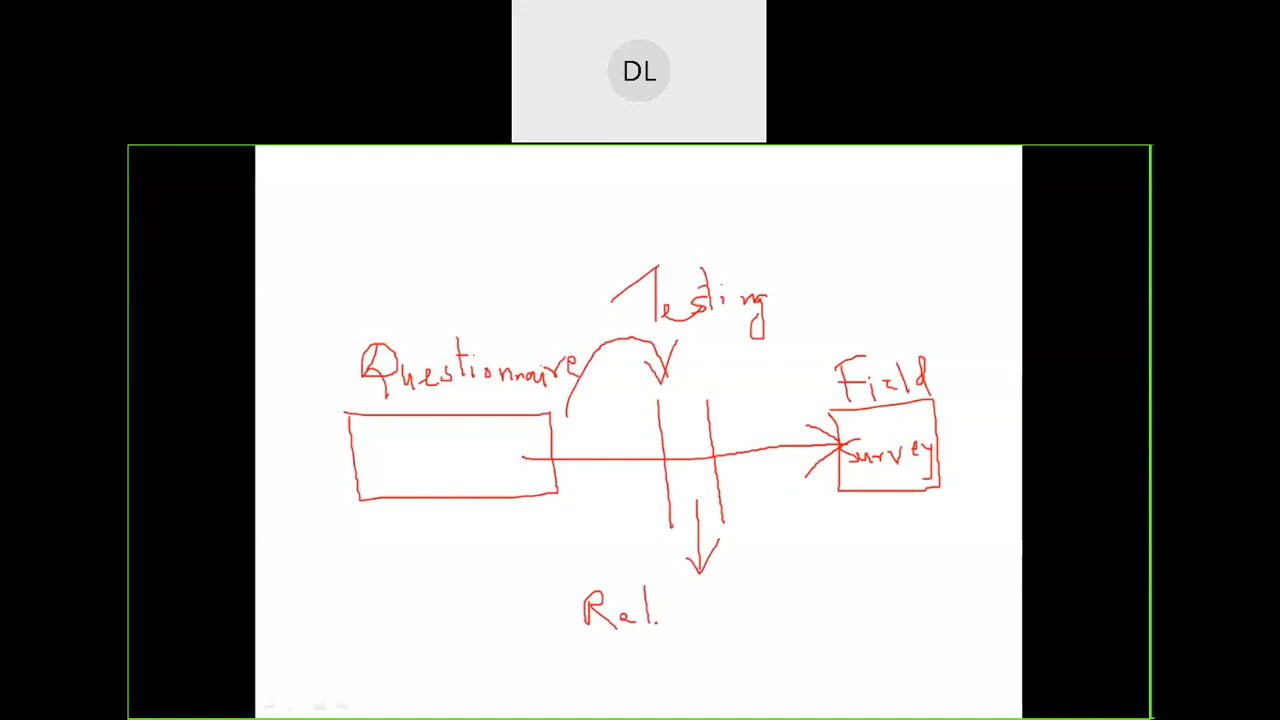 DL
Testing
Questionnaire
Field
Survey
Rel.